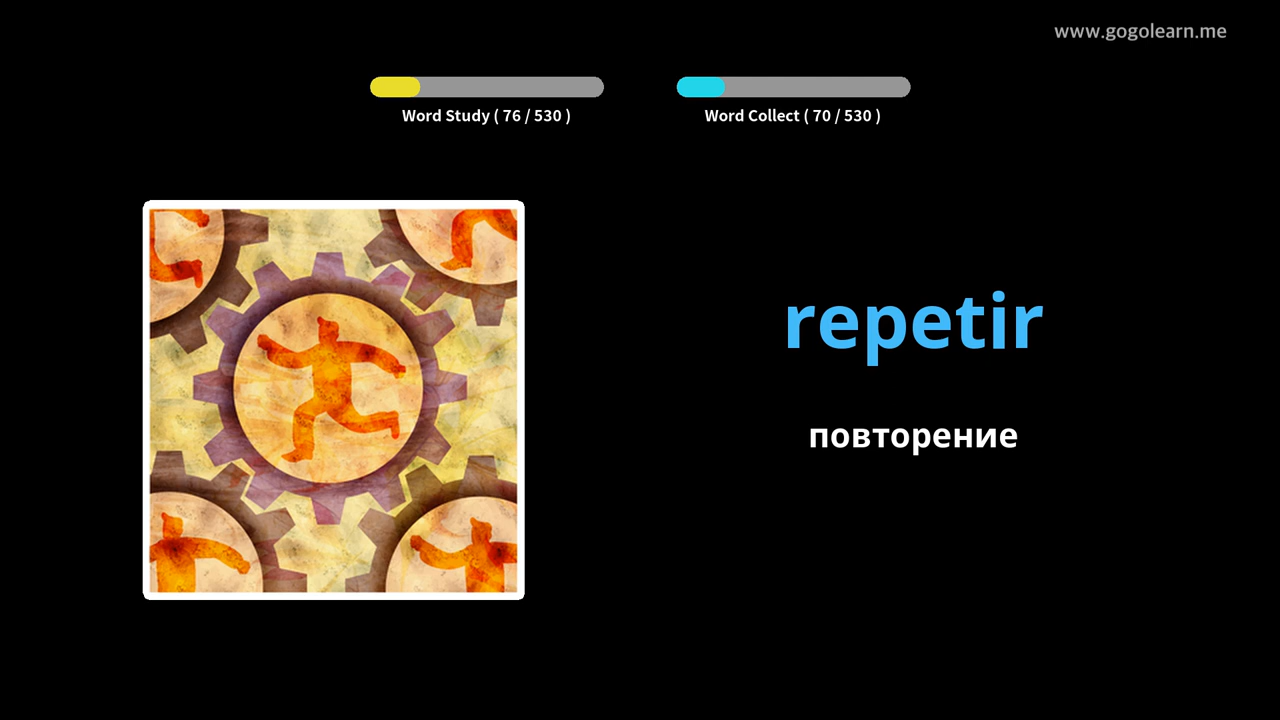 www.gogolearn.me
Word Study ( 76 / 530 )
Word Collect ( 70 / 530 )
repetir
повторение